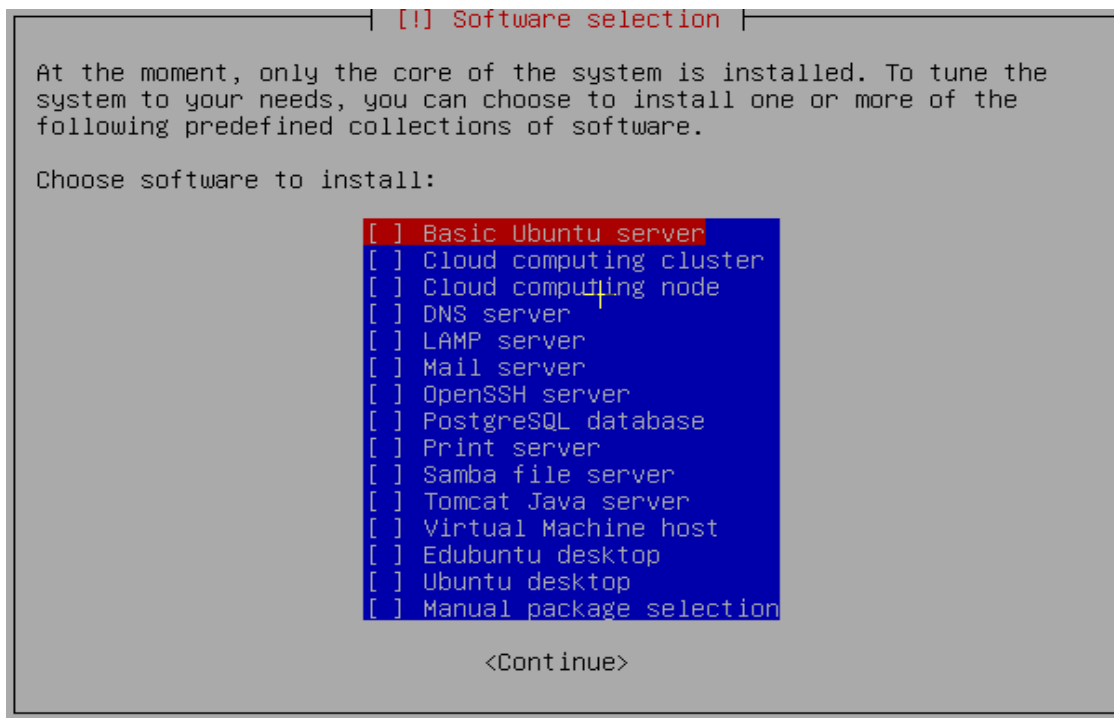 [!] Software selection
At the moment, only the core of the system is installed. To tune the
system to your needs, you can choose to install one or more of the
following predefined collections of software.
Choose software to install:
[ ] Basic Ubuntu server
[ ] Cloud computing cluster
[ ] Cloud computing node
[ ] DNS server
[ ] LAMP server
[ ] Mail server
[ ] OpenSSH server
[ ] PostgreSQL database
[ ] Print server
[ ] Samba file server
[ ] Tomcat Java server
[ ] Virtual Machine host
[ ] Edubuntu desktop
[ ] Ubuntu desktop
[ ] Manual package selection
<Continue>